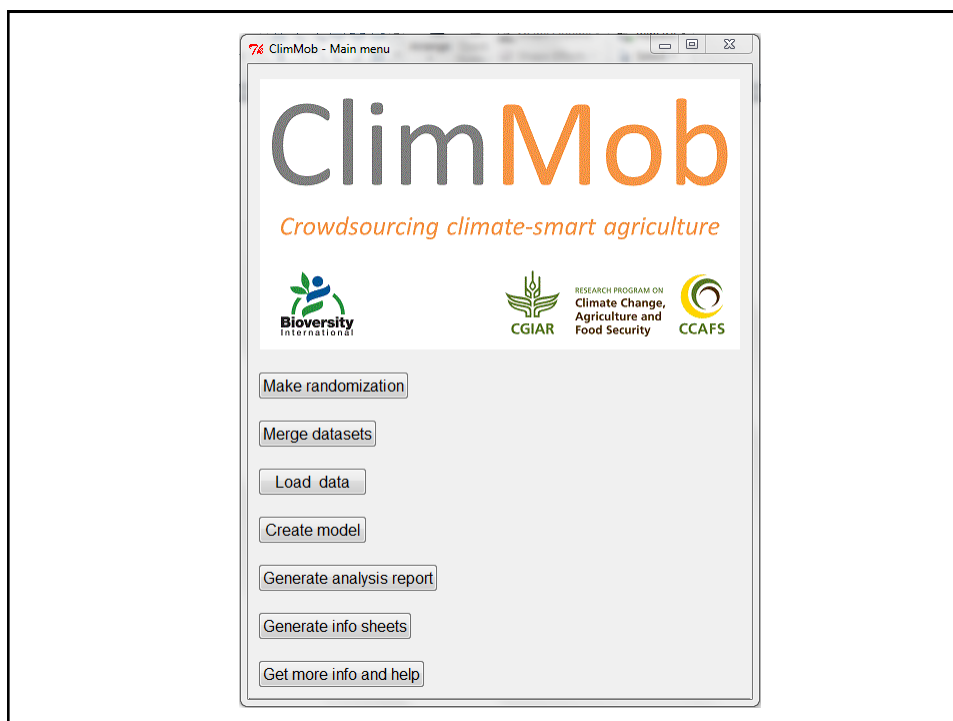 ClimMob - Main menu
ClimMob
Crowdsourcing climate-smart agriculture
Bioversity
International
CGIAR
RESEARCH PROGRAM ON
Climate Change,
Agriculture and
Food Security
CCAFS
Make randomization
Merge datasets
Load data
Create model
Generate analysis report
Generate info sheets
Get more info and help